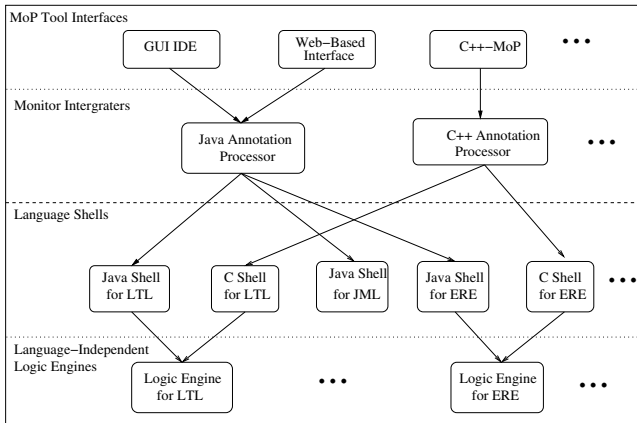 MoP Tool Interfaces
GUI IDE
Web−Based
Interface
C++−MoP
Monitor Intergraters
Java Annotation
Processor
C++ Annotation
Processor
Language Shells
Java Shell
for LTL
C Shell
for LTL
Java Shell
for JML
Java Shell
for ERE
C Shell
for ERE
Language−Independent
Logic Engines
Logic Engine
for LTL
Logic Engine
for ERE